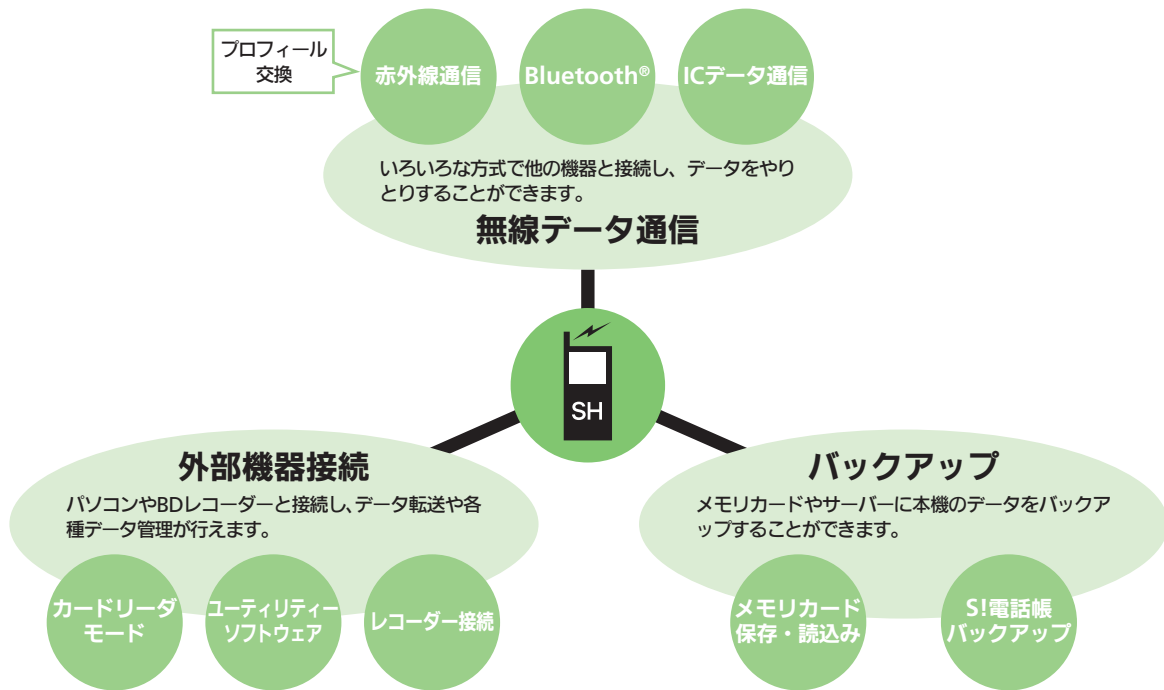 プロフィール
交換
赤外線通信
Bluetooth®
ICデータ通信
いろいろな方式で他の機器と接続し、データをやり
とりすることができます。
無線データ通信
SH
外部機器接続
パソコンやBDレコーダーと接続し、データ転送や各
種データ管理が行えます。
カードリーダ
モード
ユーティリティー
ソフトウェア
レコーダー接続
バックアップ
メモリカードやサーバーに本機のデータをバックア
ップすることができます。
メモリカード
保存・読込み
S!電話帳
バックアップ